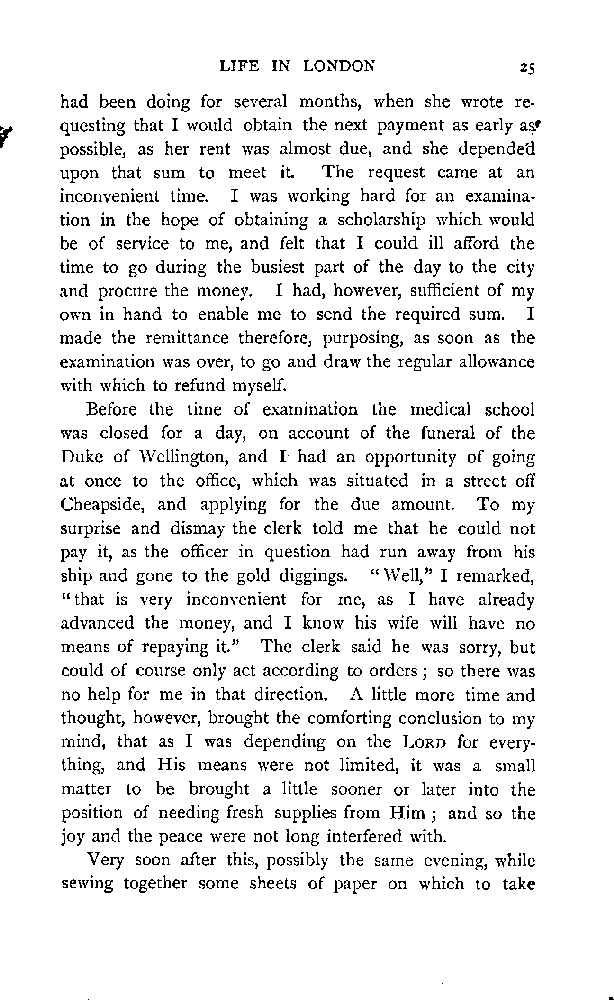 LIFE IN LONDON 25
had been doing for several months, when she wrote re-
questing that I would obtain the next payment as early as
possible, as her rent was almost due, and she depended
upon that sum to meet it. The request came at an
inconvenient time. I was working hard for an examina-
tion in the hope of obtaining a scholarship which would
be of service to me, and felt that I could ill afford the
time to go during the busiest part of the day to the city
and procure the money. I had, however, sufficient of my
own in hand to enable me to send the required sum. I
made the remittance therefore, purposing, as soon as the
examination was over, to go and draw the regular allowance
with which to refund myself.
Before the time of examination the medical school
was closed for a day, on account of the funeral of the
Duke of Wellington, and I had an opportunity of going
at once to the office, which was situated in a street off
Cheapside, and applying for the due amount. To my
surprise and dismay the clerk told me that he could not
pay it, as the officer in question had run away from his
ship and gone to the gold diggings. "Well," I remarked,
"that is very inconvenient for me, as I have already
advanced the money, and I know his wife will have no
means of repaying it." The clerk said he was sorry, but
could of course only act according to orders; so there was
no help for me in that direction. A little more time and
thought, however, brought the comforting conclusion to my
mind, that as I was depending on the LORD for every-
thing, and His means were not limited, it was a small
matter to be brought a little sooner or later into the
position of needing fresh supplies from Him; and so the
joy and the peace were not long interfered with.
Very soon after this, possibly the same evening, while
sewing together some sheets of paper on which to take